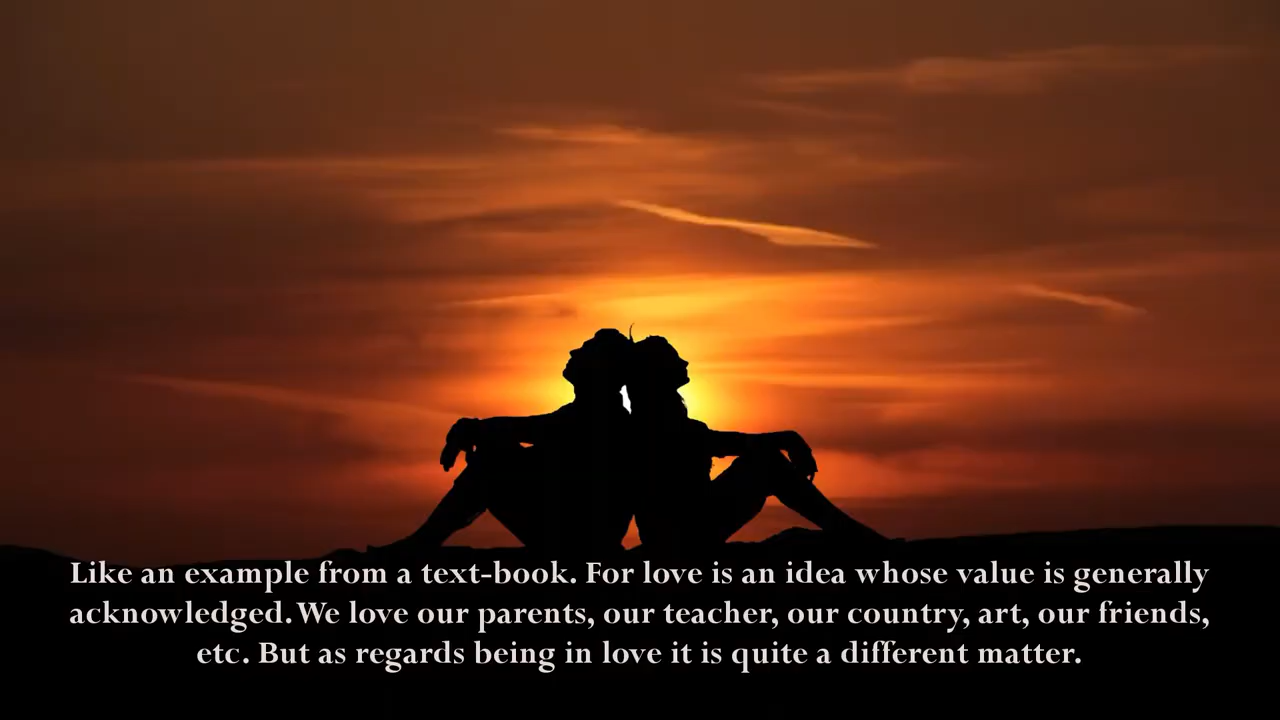 Like an example from a text-book. For love is an idea whose value is generally
acknowledged. We love our parents, our teacher, our country, art, our friends,
etc. But as regards being in love it is quite a different matter.